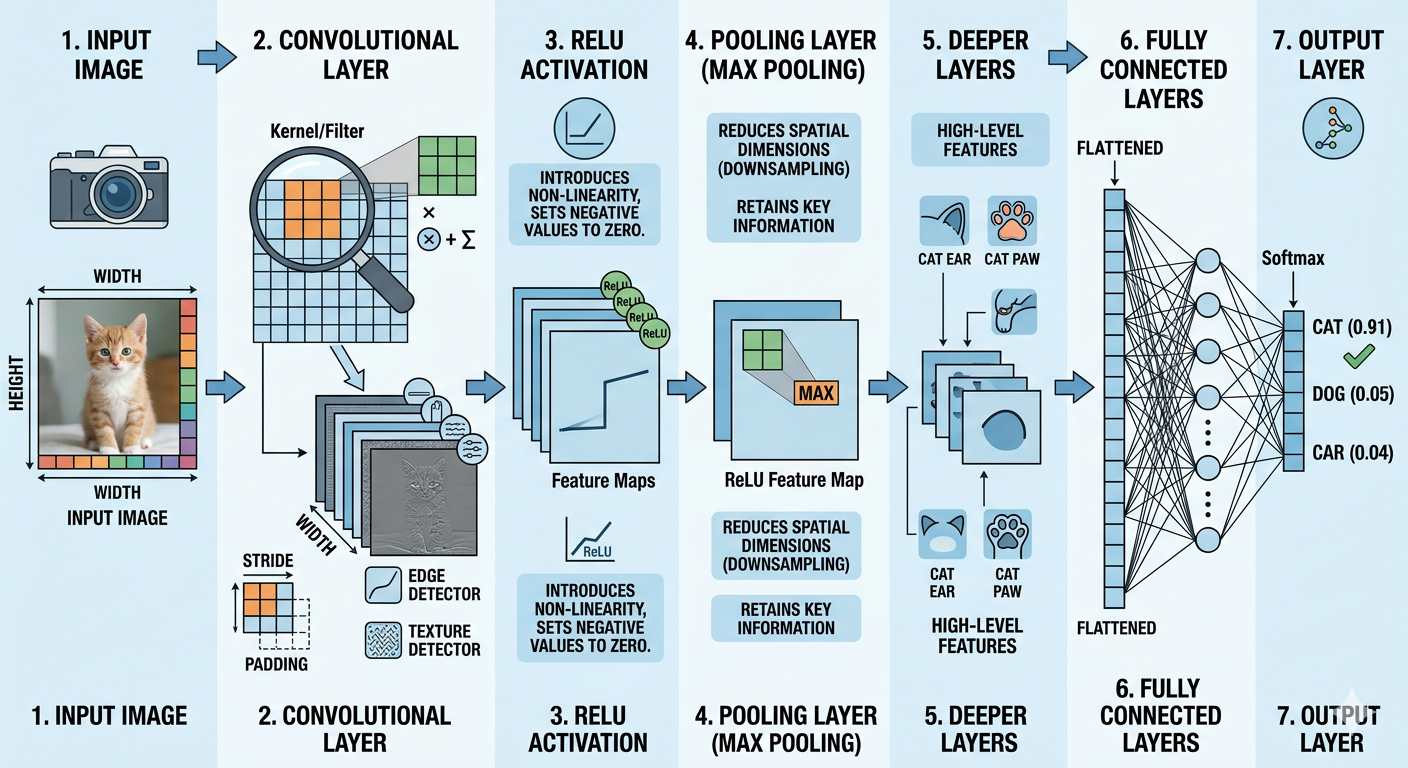 1. INPUT
IMAGE
2. CONVOLUTIONAL
LAYER
3. RELU
ACTIVATION
4. POOLING LAYER
(MAX POOLING)
5. DEEPER
LAYERS
6. FULLY
CONNECTED
LAYERS
7. OUTPUT
LAYER
WIDTH
HEIGHT
WIDTH
INPUT IMAGE
Kernel/Filter
×
× + Σ
WIDTH
STRIDE
PADDING
EDGE
DETECTOR
TEXTURE
DETECTOR
INTRODUCES
NON-LINEARITY,
SETS NEGATIVE
VALUES TO ZERO.
ReLU
ReLU
ReLU
ReLU
Feature Maps
ReLU
INTRODUCES
NON-LINEARITY,
SETS NEGATIVE
VALUES TO ZERO.
REDUCES SPATIAL
DIMENSIONS
(DOWNSAMPLING)
RETAINS KEY
INFORMATION
MAX
ReLU Feature Map
REDUCES SPATIAL
DIMENSIONS
(DOWNSAMPLING)
RETAINS KEY
INFORMATION
HIGH-LEVEL
FEATURES
CAT EAR
CAT PAW
CAT
EAR
CAT
PAW
HIGH-LEVEL
FEATURES
FLATTENED
FLATTENED
Softmax
CAT (0.91)
DOG (0.05)
CAR (0.04)
1. INPUT IMAGE
2. CONVOLUTIONAL
LAYER
3. RELU
ACTIVATION
4. POOLING LAYER
(MAX POOLING)
5. DEEPER
LAYERS
6. FULLY
CONNECTED
LAYERS
7. OUTPUT
LAYER